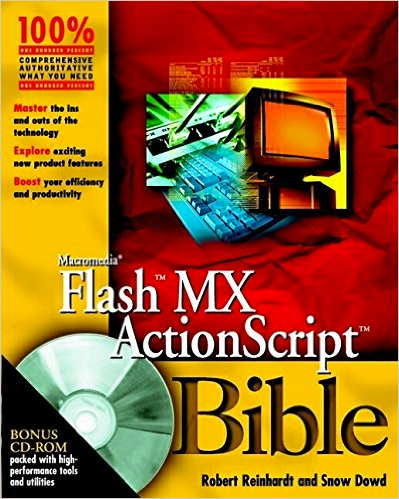 100%
ONE HUNDRED PERCENT
COMPREHENSIVE
AUTHORITATIVE
WHAT YOU NEED
ONE HUNDRED PERCENT
Master the ins
and outs of the
technology
Explore exciting
new product features
Boost your efficiency
and productivity
Macromedia®
Flash™ MX
ActionScript™
Bible
BONUS
CD-ROM
packed with high-
performance tools
and utilities
Robert Reinhardt and Snow Dowd